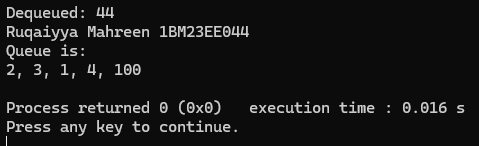 Dequeued: 44
Ruqaiyya Mahreen 1BM23EE044
Queue is:
2, 3, 1, 4, 100
Process returned 0 (0x0)   execution time : 0.016 s
Press any key to continue.